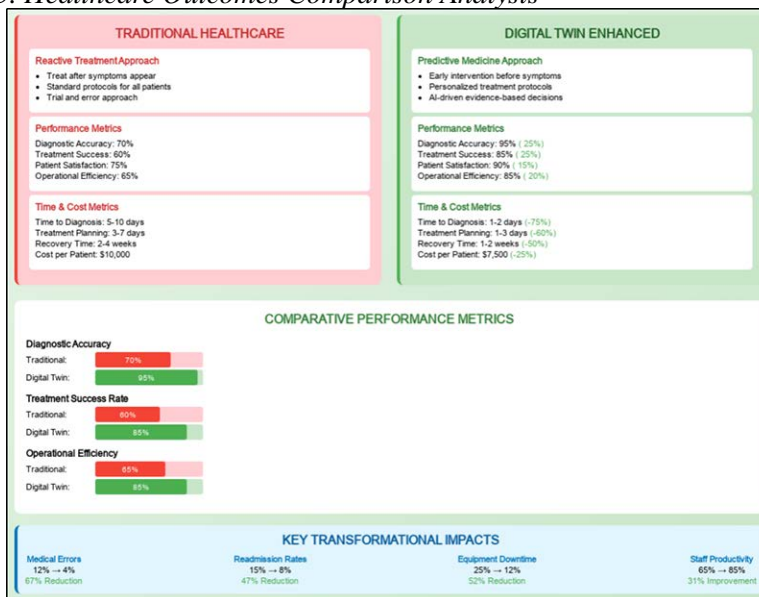 Healthcare Outcomes Comparison Analysis
TRADITIONAL HEALTHCARE
Reactive Treatment Approach
• Treat after symptoms appear
• Standard protocols for all patients
• Trial and error approach
Performance Metrics
Diagnostic Accuracy: 70%
Treatment Success: 60%
Patient Satisfaction: 75%
Operational Efficiency: 65%
Time & Cost Metrics
Time to Diagnosis: 5-10 days
Treatment Planning: 3-7 days
Recovery Time: 2-4 weeks
Cost per Patient: $10,000
DIGITAL TWIN ENHANCED
Predictive Medicine Approach
• Early intervention before symptoms
• Personalized treatment protocols
• AI-driven evidence-based decisions
Performance Metrics
Diagnostic Accuracy: 95% ( 25%)
Treatment Success: 85% ( 25%)
Patient Satisfaction: 90% ( 15%)
Operational Efficiency: 85% ( 20%)
Time & Cost Metrics
Time to Diagnosis: 1-2 days (-75%)
Treatment Planning: 1-3 days (-60%)
Recovery Time: 1-2 weeks (-50%)
Cost per Patient: $7,500 (-25%)
COMPARATIVE PERFORMANCE METRICS
Diagnostic Accuracy
Traditional: 70%
Digital Twin: 95%
Treatment Success Rate
Traditional: 60%
Digital Twin: 85%
Operational Efficiency
Traditional: 65%
Digital Twin: 85%
KEY TRANSFORMATIONAL IMPACTS
Medical Errors
12% → 4%
67% Reduction
Readmission Rates
15% → 8%
47% Reduction
Equipment Downtime
25% → 12%
52% Reduction
Staff Productivity
65% → 85%
31% Improvement